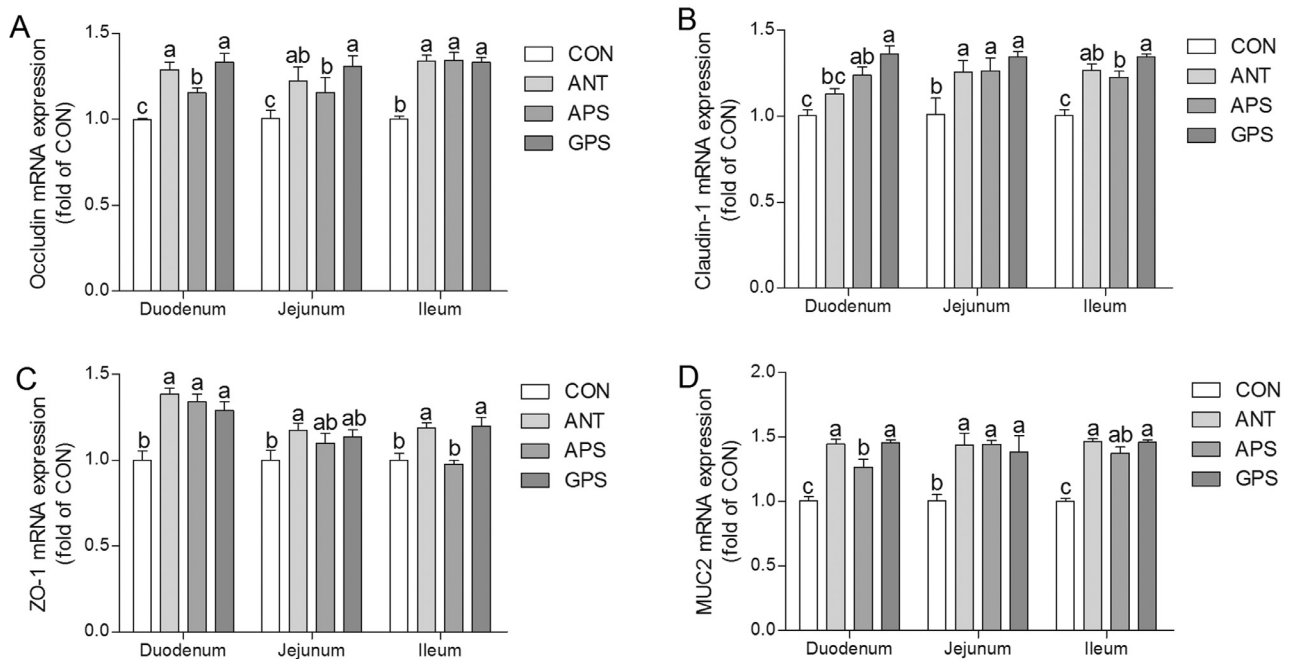 A
Occludin mRNA expression
(fold of CON)
1.5
1.0
0.5
0.0
c a b a
c ab b a
b a a a
Duodenum Jejunum Ileum
CON
ANT
APS
GPS
B
Claudin-1 mRNA expression
(fold of CON)
1.5
1.0
0.5
0.0
c bc ab a
b a a a
c ab b a
Duodenum Jejunum Ileum
CON
ANT
APS
GPS
C
ZO-1 mRNA expression
(fold of CON)
1.5
1.0
0.5
0.0
b a a a
b a ab ab
b a b a
Duodenum Jejunum Ileum
CON
ANT
APS
GPS
D
MUC2 mRNA expression
(fold of CON)
2.0
1.5
1.0
0.5
0.0
c a b a
b a a a
c a ab a
Duodenum Jejunum Ileum
CON
ANT
APS
GPS